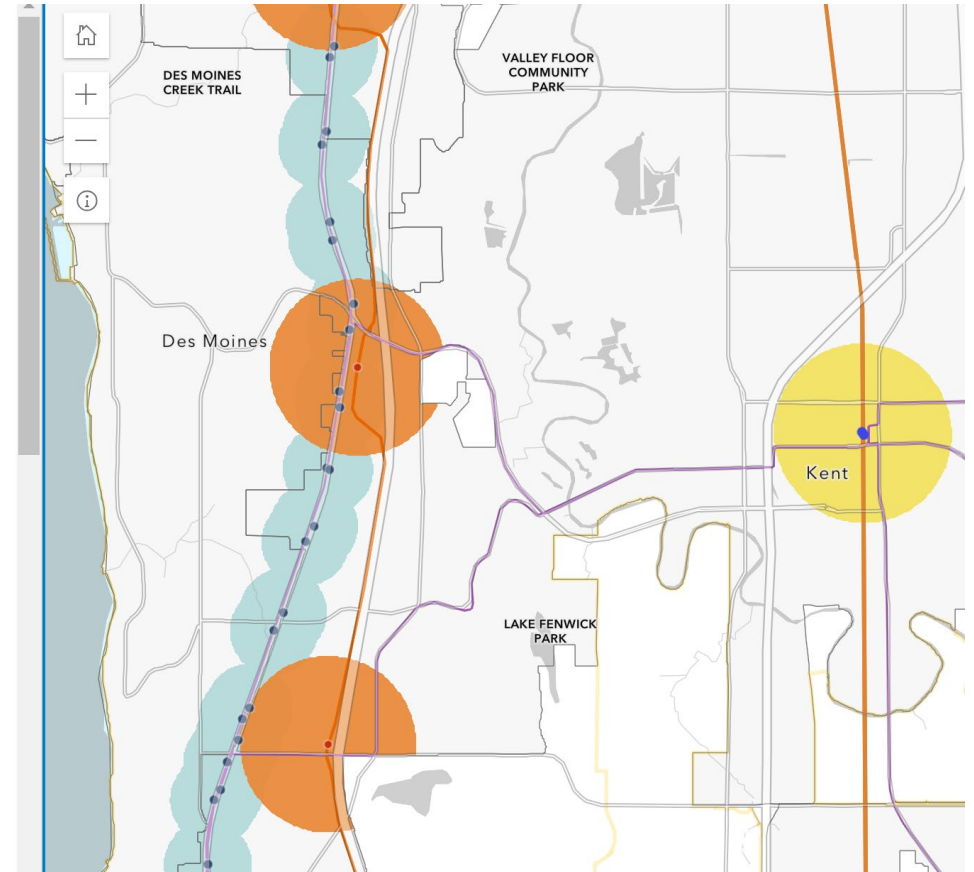 DES MOINES
CREEK TRAIL
VALLEY FLOOR
COMMUNITY
PARK
Des Moines
Kent
LAKE FENWICK
PARK